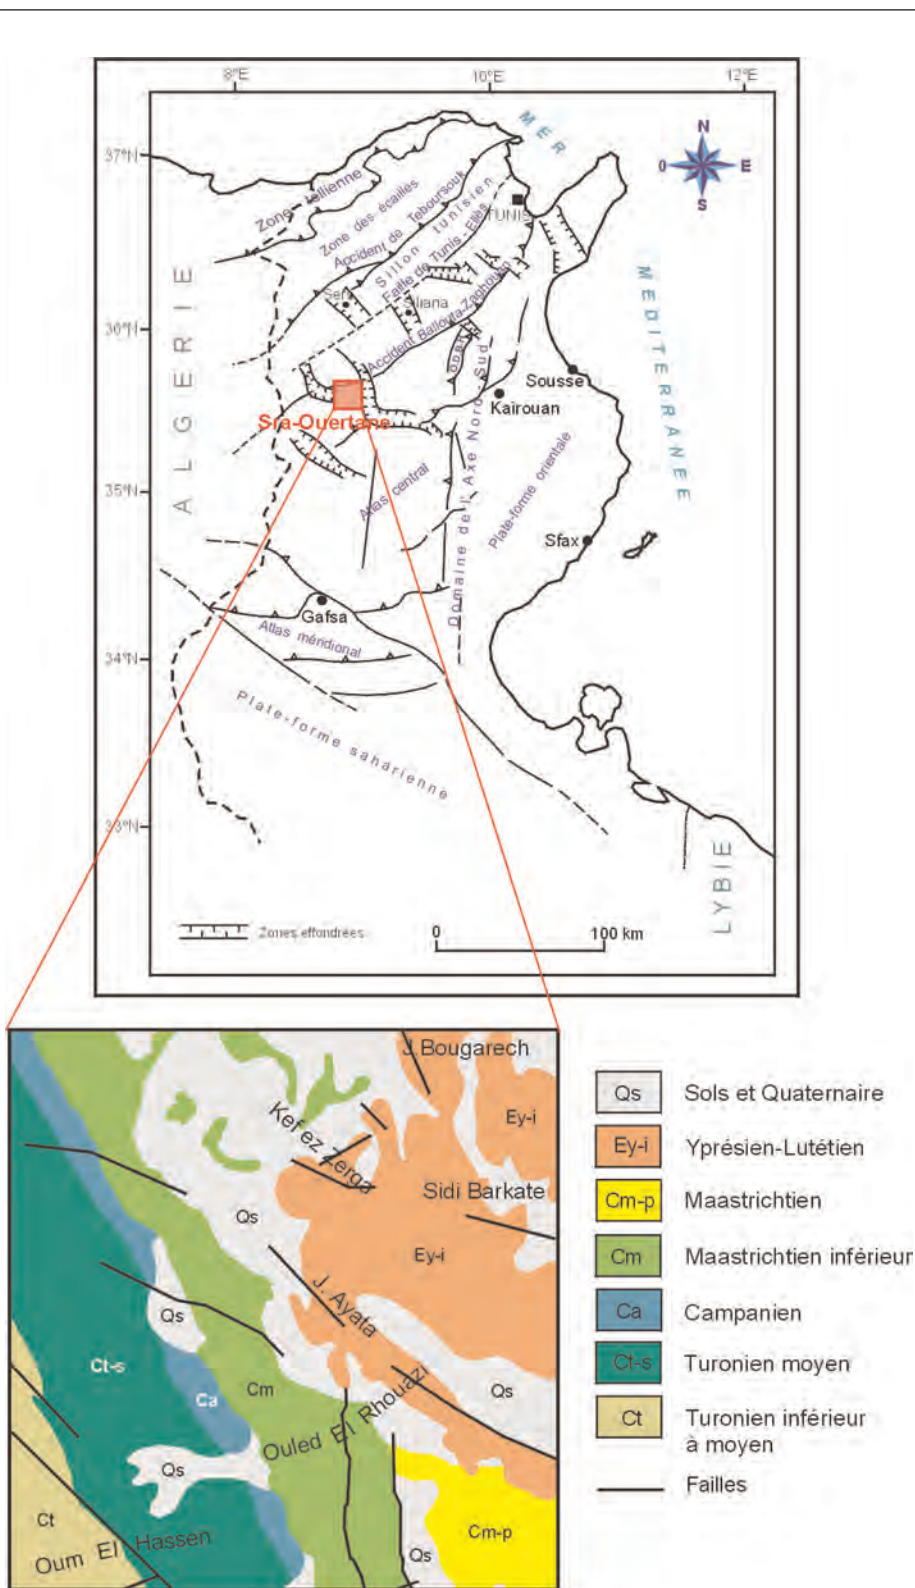 8°E 10°E 12°E
MER
N
37°N
O E
S
Zone tellienne
Zone des écailles
Accident de Teboursouk
Sillon tunisien
TUNIS
Faille de Tunis - Elles
Siliana
MEDITERRANEE
ALGERIE
36°N
Accident Ballouta-Zaghouan
O.D.B.H
Sousse
Kaïrouan
Sra-Ouertane
Domaine de l'Axe Nord-Sud
Plate-forme orientale
35°N
Atlas central
Sfax
Gafsa
Atlas méridional
34°N
Plate-forme saharienne
33°N
LYBIE
Zones effondrées
0 100 km
J.Bougarech
Ey-i
Kef ez Zerga
Sidi Barkate
Qs
Ey-i
J. Ayata
Qs
Ct-s
Ca
Cm
Qs
Ouled El Rhouazi
Qs
Ct
Cm-p
Oum El Hassen
Qs
Qs Sols et Quaternaire
Ey-i Yprésien-Lutétien
Cm-p Maastrichtien
Cm Maastrichtien inférieur
Ca Campanien
Ct-s Turonien moyen
Ct Turonien inférieur
à moyen
Failles